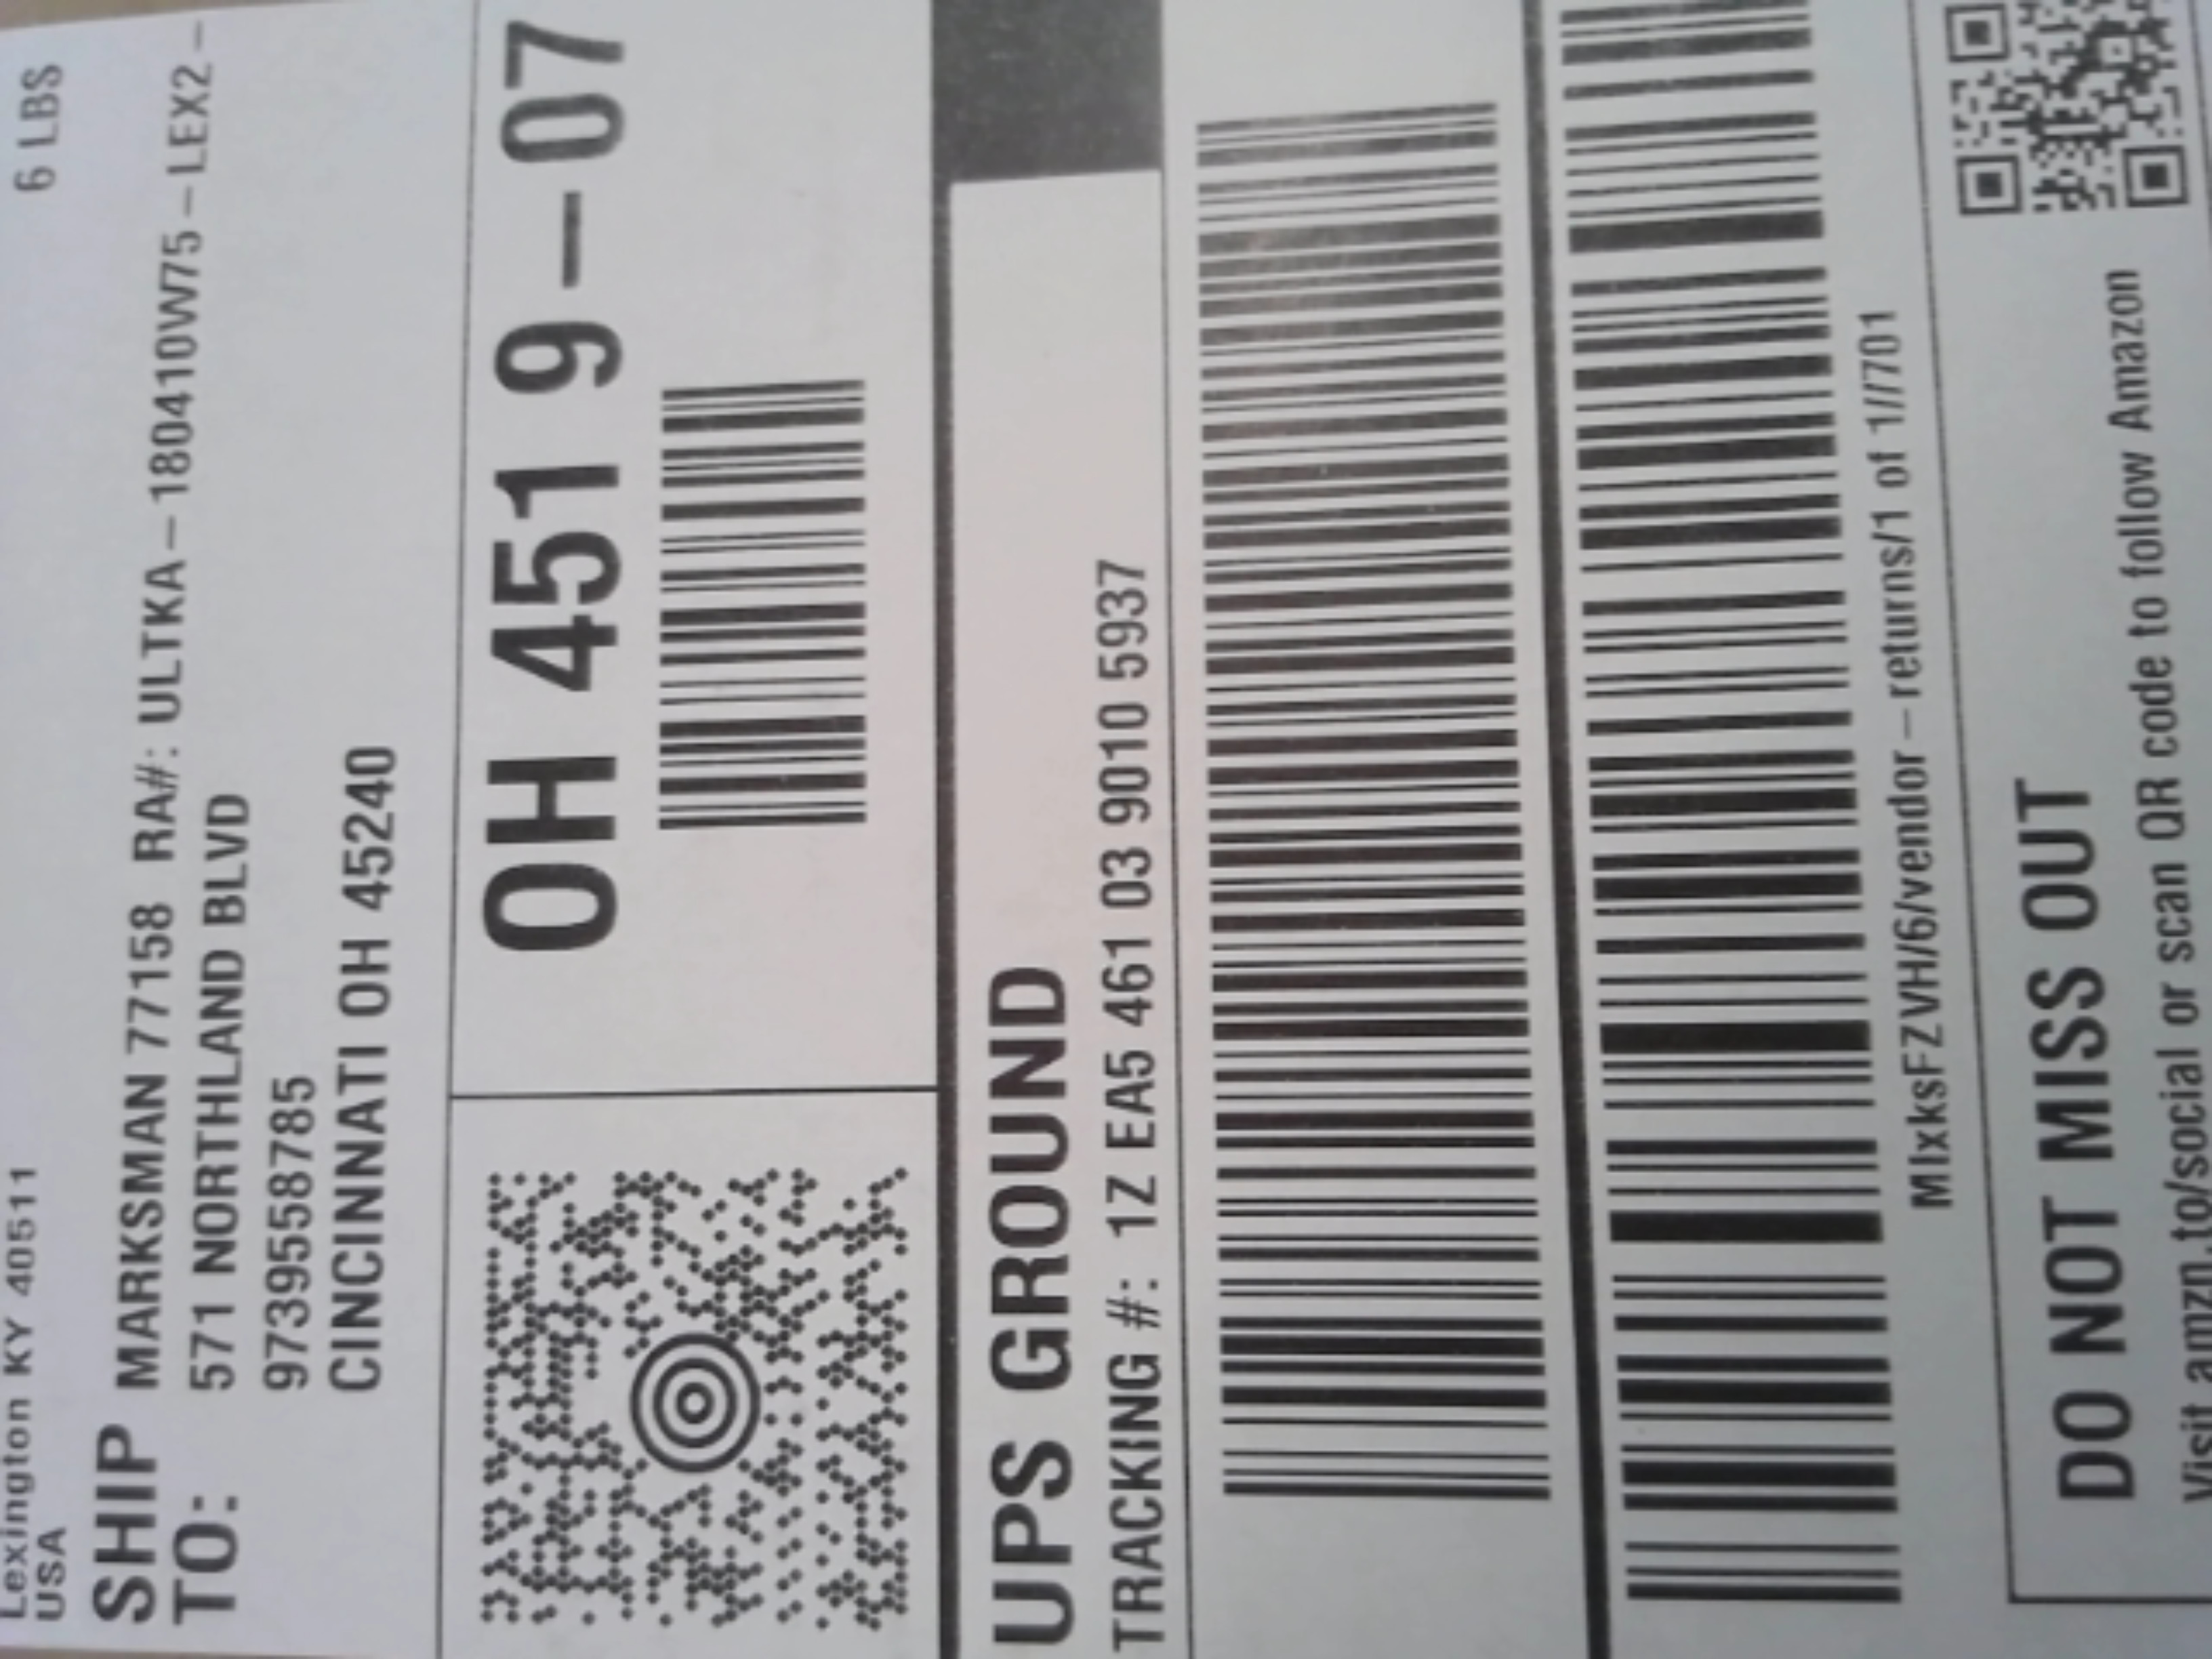 Lexington KY 40511
USA
6 LBS
SHIP
TO:
MARKSMAN 77158 RA#: ULTKA-180410W75-LEX2-
571 NORTHLAND BLVD
9739558785
CINCINNATI OH 45240
OH 451 9-07
UPS GROUND
TRACKING #: 1Z EA5 461 03 9010 5937
MIxksFZVH/6/vendor-returns/1 of 1//701
DO NOT MISS OUT
Visit amzn.to/social or scan QR code to follow Amazon